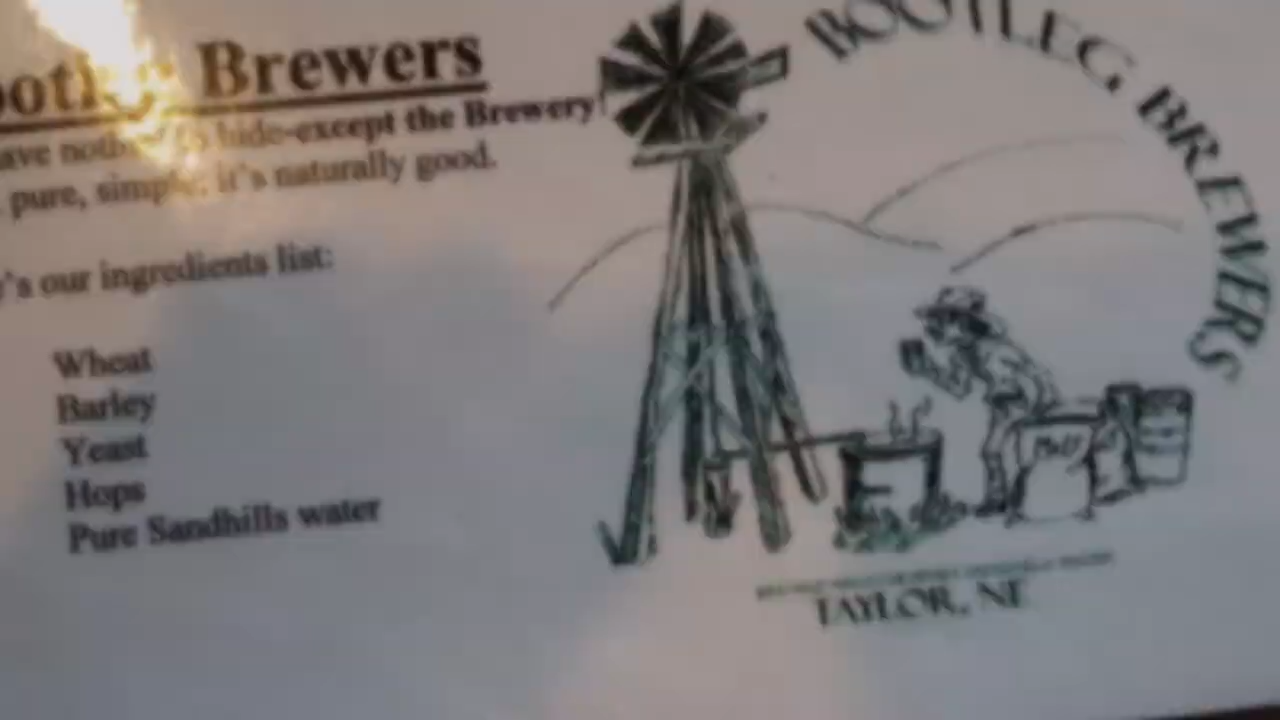 Brewers
hide-except the Brewery!
pure, simple, it's naturally good.
our ingredients list:
Wheat
Barley
Yeast
Hops
Pure Sandhills water
BOOTLEG BREWERS
TAYLOR, NE